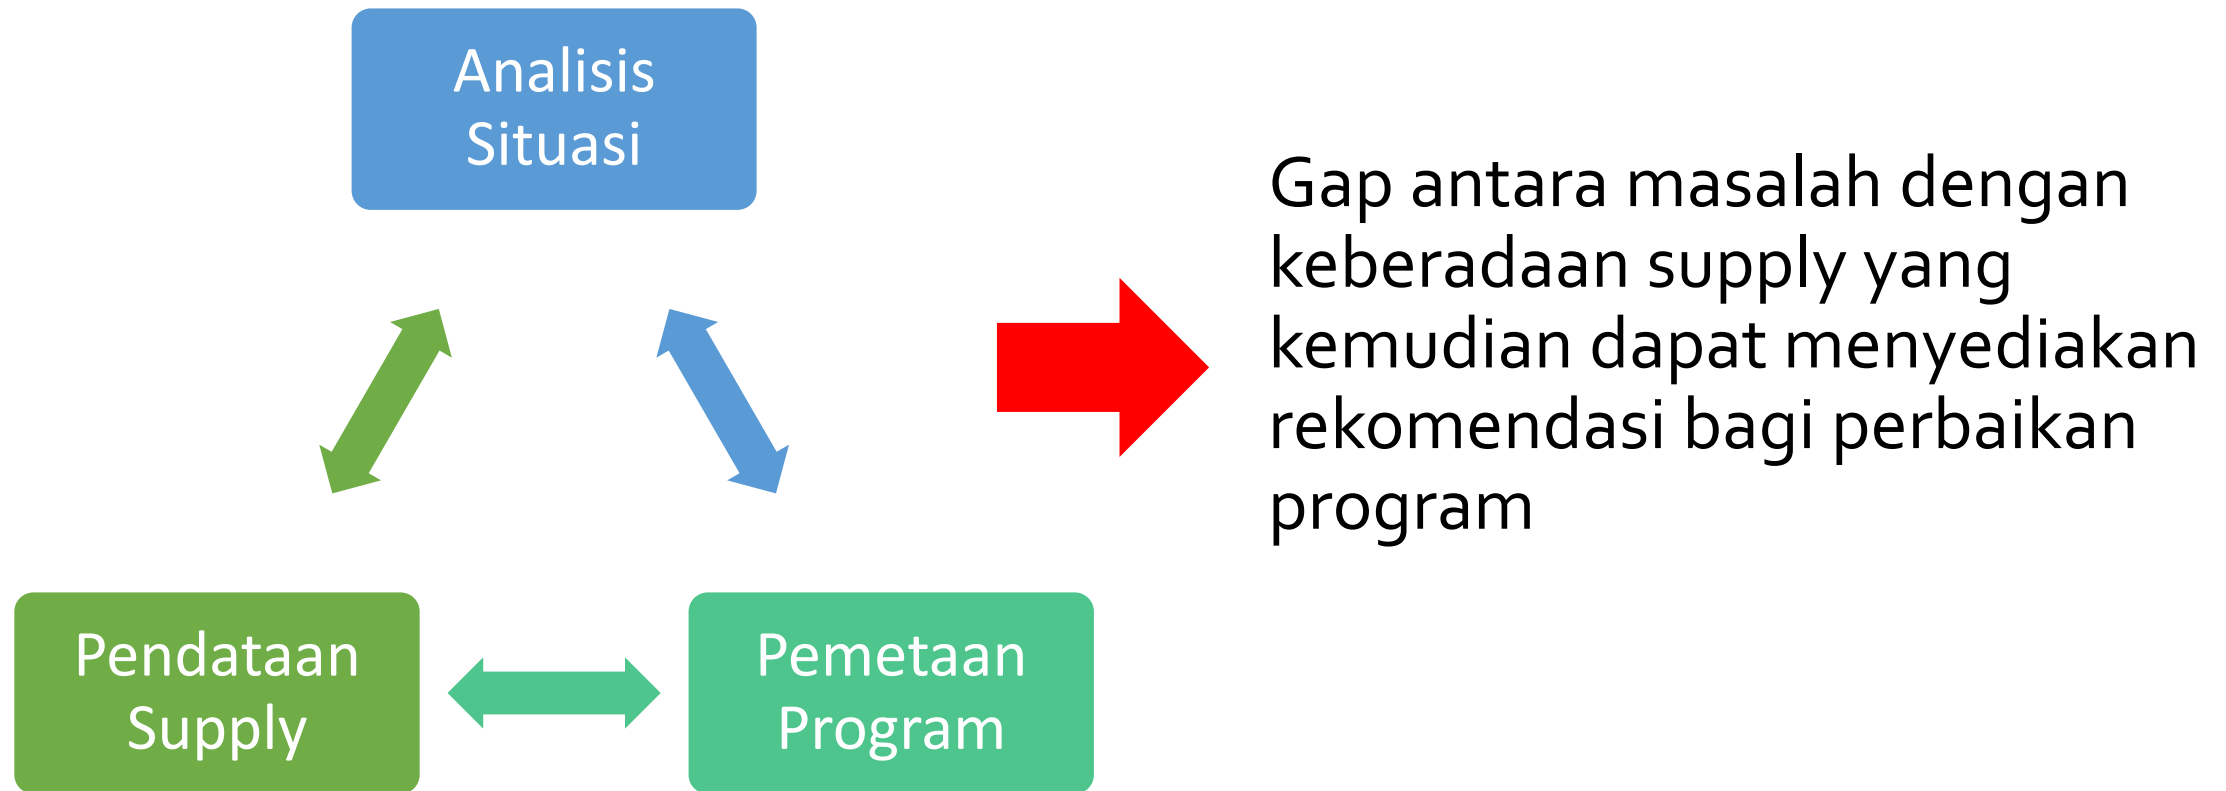 Analisis
Situasi
Gap antara masalah dengan
keberadaan supply yang
kemudian dapat menyediakan
rekomendasi bagi perbaikan
program
Pendataan
Supply
Pemetaan
Program